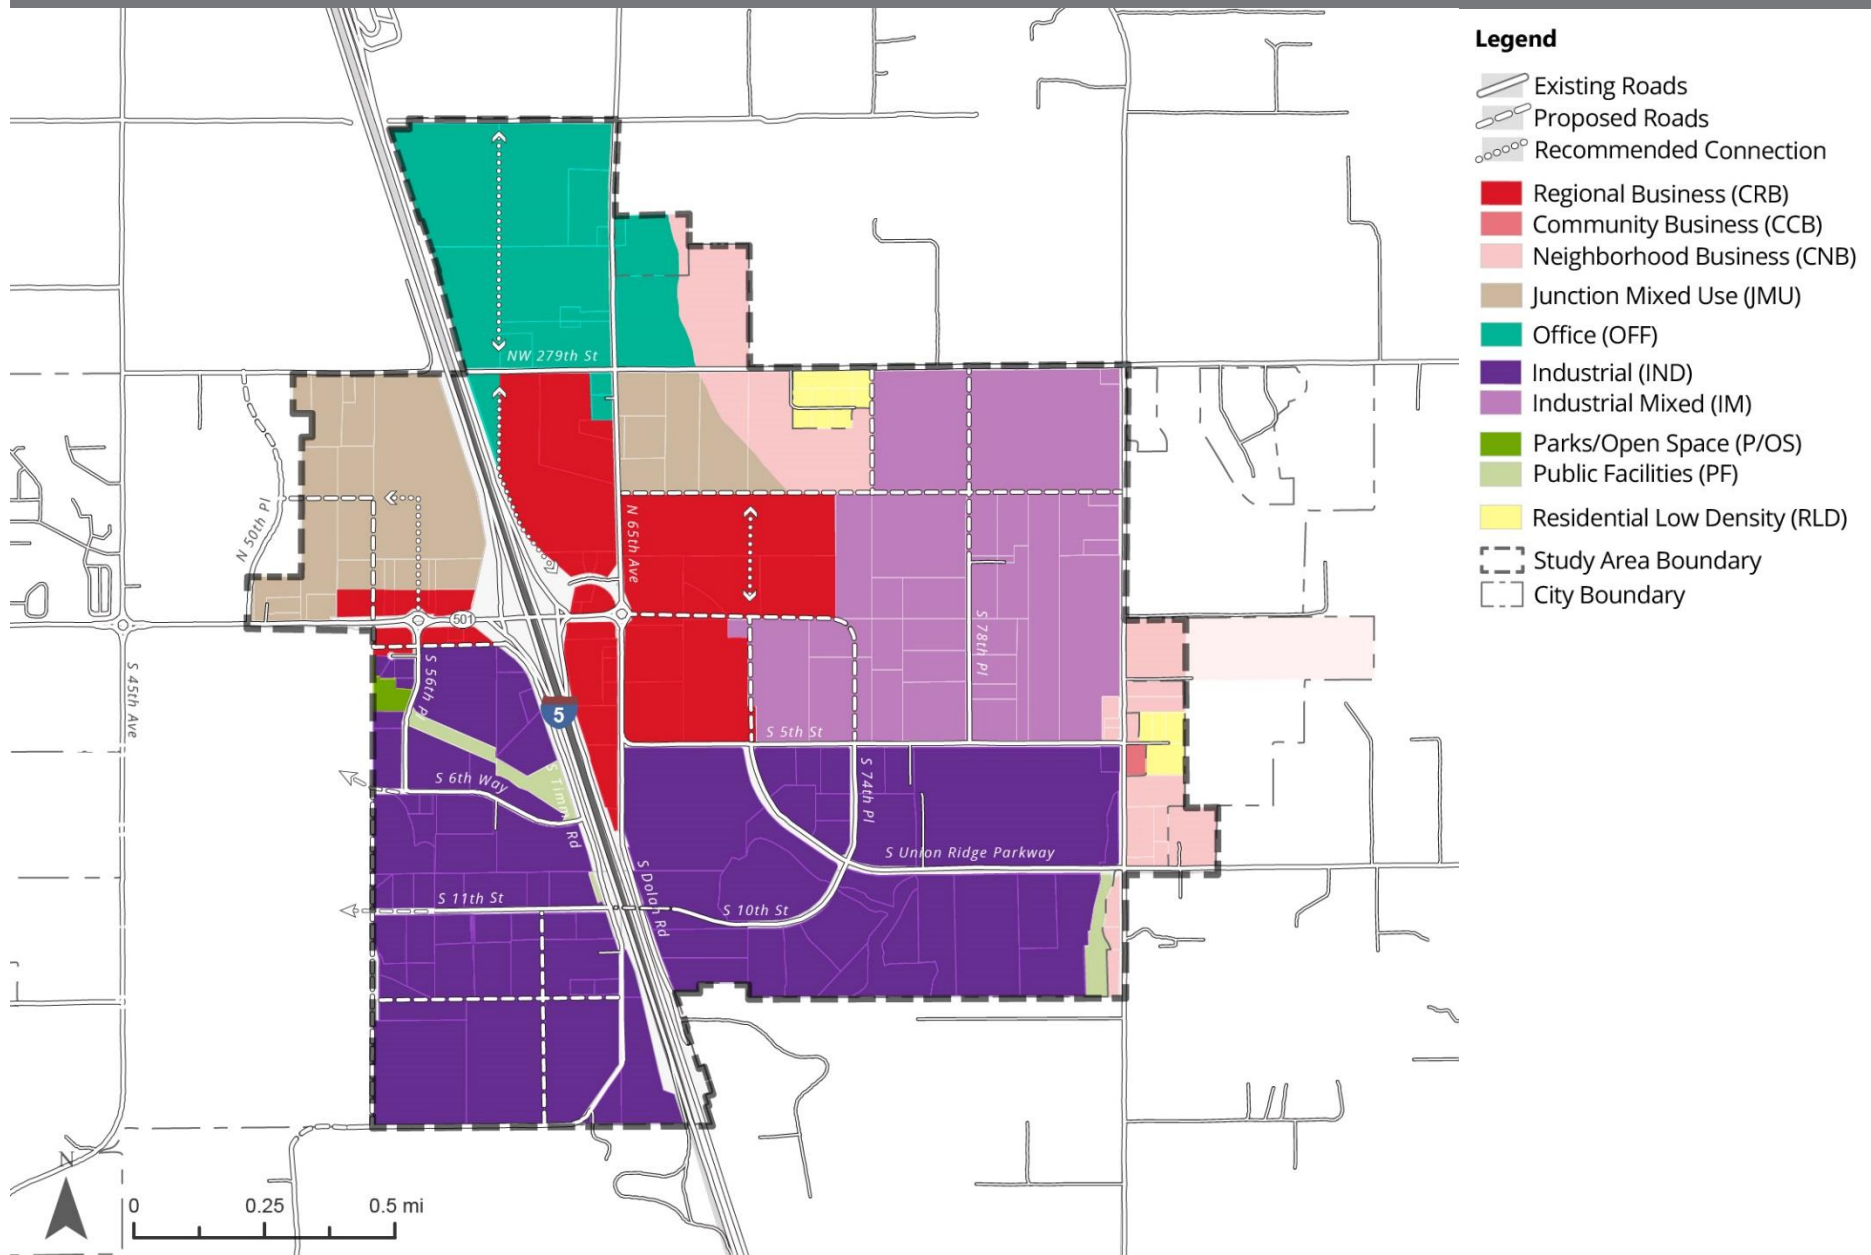 Legend
Existing Roads
Proposed Roads
Recommended Connection
Regional Business (CRB)
Community Business (CCB)
Neighborhood Business (CNB)
Junction Mixed Use (JMU)
Office (OFF)
Industrial (IND)
Industrial Mixed (IM)
Parks/Open Space (P/OS)
Public Facilities (PF)
Residential Low Density (RLD)
Study Area Boundary
City Boundary
NW 279th St
N 50th Pl
N 65th Ave
501
S 78th Pl
S 45th Ave
S 56th Pl
5
S 5th St
S 6th Way
S Timm Rd
S 74th Pl
S Union Ridge Parkway
S 11th St
S Dolan Rd
S 10th St
N
0 0.25 0.5 mi